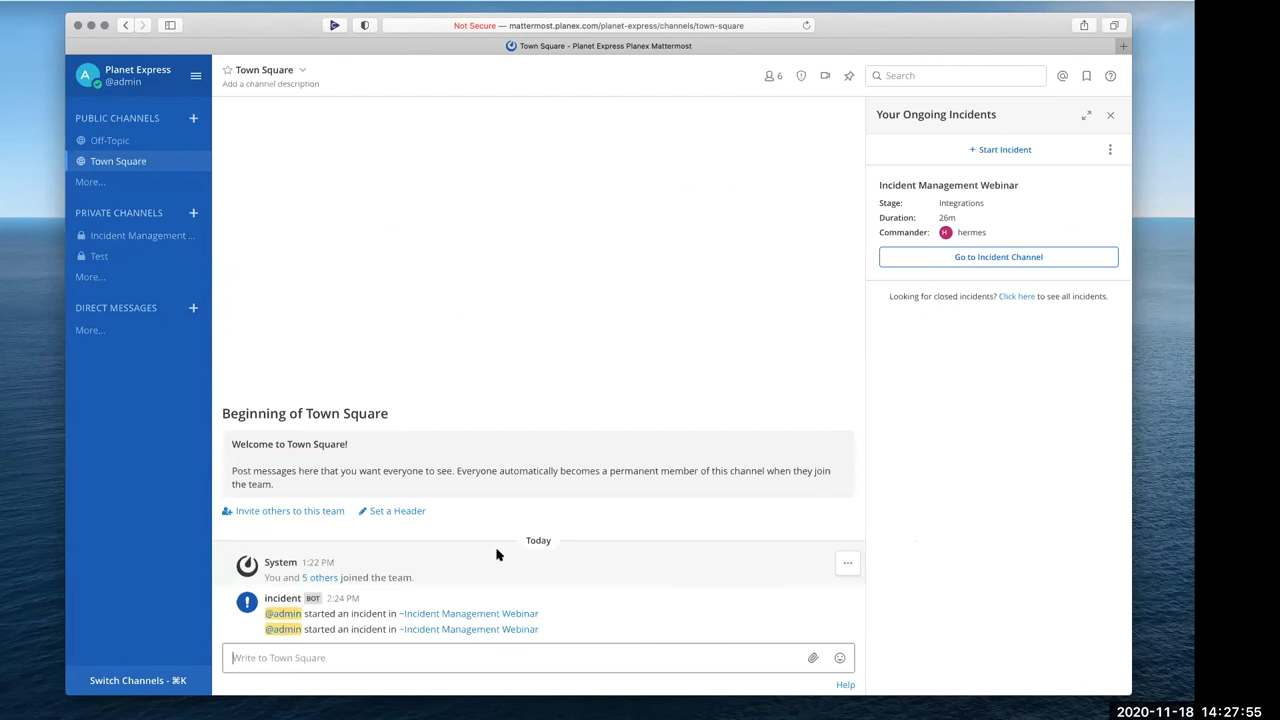 Not Secure — mattermost.planex.com/planet-express/channels/town-square
Town Square - Planet Express Planex Mattermost
A
Planet Express
@admin
PUBLIC CHANNELS
Off-Topic
Town Square
More...
PRIVATE CHANNELS
Incident Management ...
Test
More...
DIRECT MESSAGES
More...
Switch Channels - ⌘K
Town Square
Add a channel description
6
Search
Beginning of Town Square
Welcome to Town Square!
Post messages here that you want everyone to see. Everyone automatically becomes a permanent member of this channel when they join
the team.
Invite others to this team
Set a Header
Today
System 1:22 PM
You and 5 others joined the team.
incident BOT 2:24 PM
@admin started an incident in ~Incident Management Webinar
@admin started an incident in ~Incident Management Webinar
Write to Town Square
Help
Your Ongoing Incidents
+ Start Incident
Incident Management Webinar
Stage: Integrations
Duration: 26m
Commander: H hermes
Go to Incident Channel
Looking for closed incidents? Click here to see all incidents.
2020-11-18 14:27:55